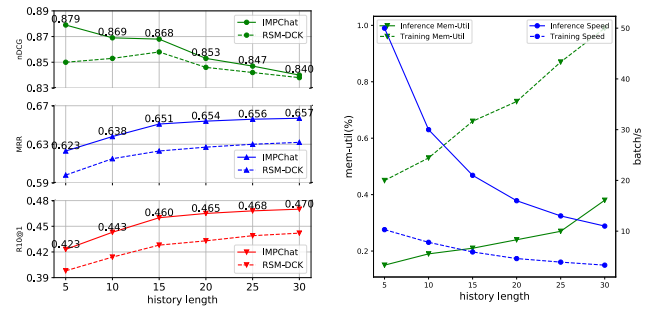 0.89
0.87
0.85
0.83
nDCG
0.879
0.869
0.868
0.853
0.847
0.840
IMPChat
RSM-DCK
0.67
0.63
0.59
MRR
0.623
0.638
0.651
0.654
0.656
0.657
IMPChat
RSM-DCK
0.48
0.45
0.42
0.39
R10@1
0.423
0.443
0.460
0.465
0.468
0.470
IMPChat
RSM-DCK
5 10 15 20 25 30
history length
Inference Mem-Util
Training Mem-Util
Inference Speed
Training Speed
1.0
0.8
0.6
0.4
0.2
mem-util(%)
50
40
30
20
10
batch/s
5 10 15 20 25 30
history length